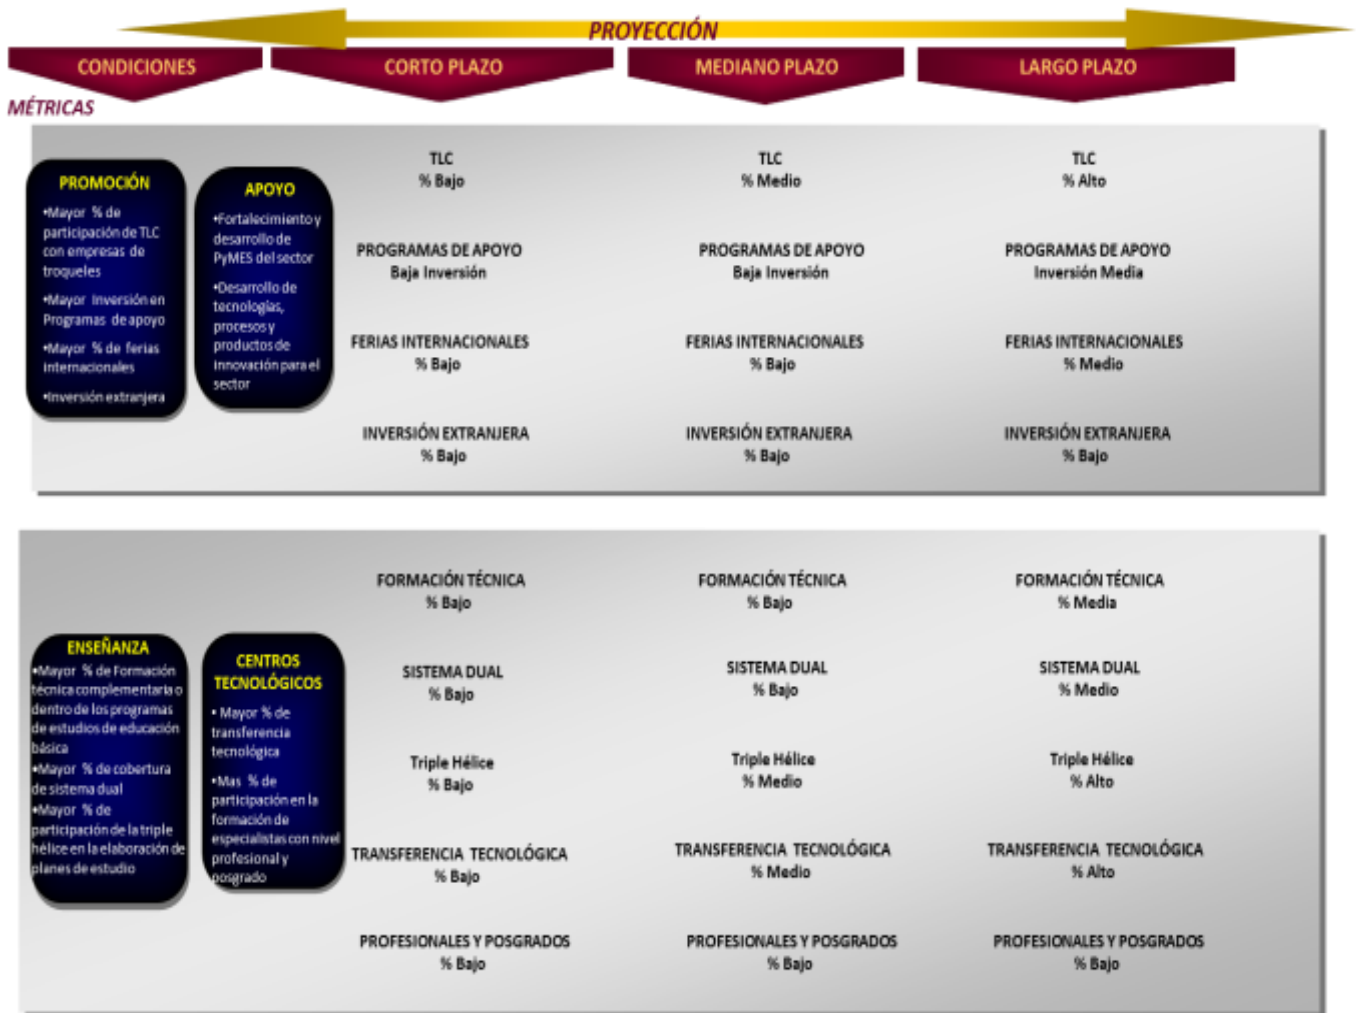 PROYECCIÓN
CONDICIONES
CORTO PLAZO
MEDIANO PLAZO
LARGO PLAZO
MÉTRICAS
PROMOCIÓN
•Mayor % de
participación de TLC
con empresas de
troqueles
•Mayor Inversión en
Programas de apoyo
•Mayor % de ferias
internacionales
•Inversión extranjera
APOYO
•Fortalecimiento y
desarrollo de
PyMES del sector
•Desarrollo de
tecnologías,
procesos y
productos de
innovación para el
sector
TLC
% Bajo
TLC
% Medio
TLC
% Alto
PROGRAMAS DE APOYO
Baja Inversión
PROGRAMAS DE APOYO
Baja Inversión
PROGRAMAS DE APOYO
Inversión Media
FERIAS INTERNACIONALES
% Bajo
FERIAS INTERNACIONALES
% Bajo
FERIAS INTERNACIONALES
% Medio
INVERSIÓN EXTRANJERA
% Bajo
INVERSIÓN EXTRANJERA
% Bajo
INVERSIÓN EXTRANJERA
% Bajo
ENSEÑANZA
•Mayor % de Formación
técnica complementaria o
dentro de los programas
de estudios de educación
básica
•Mayor % de cobertura
de sistema dual
•Mayor % de
participación de la triple
hélice en la elaboración de
planes de estudio
CENTROS
TECNOLÓGICOS
• Mayor % de
transferencia
tecnológica
•Mas % de
participación en la
formación de
especialistas con nivel
profesional y
posgrado
FORMACIÓN TÉCNICA
% Bajo
FORMACIÓN TÉCNICA
% Bajo
FORMACIÓN TÉCNICA
% Media
SISTEMA DUAL
% Bajo
SISTEMA DUAL
% Bajo
SISTEMA DUAL
% Medio
Triple Hélice
% Bajo
Triple Hélice
% Medio
Triple Hélice
% Alto
TRANSFERENCIA TECNOLÓGICA
% Bajo
TRANSFERENCIA TECNOLÓGICA
% Medio
TRANSFERENCIA TECNOLÓGICA
% Alto
PROFESIONALES Y POSGRADOS
% Bajo
PROFESIONALES Y POSGRADOS
% Bajo
PROFESIONALES Y POSGRADOS
% Bajo